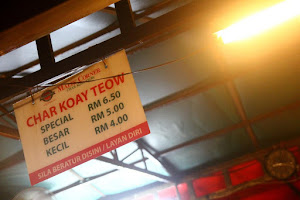 CHAR KOAY TEOW
SPECIAL RM 6.50
BESAR RM 5.00
KECIL RM 4.00
SILA BERATUR DISINI / LAYAN DIRI